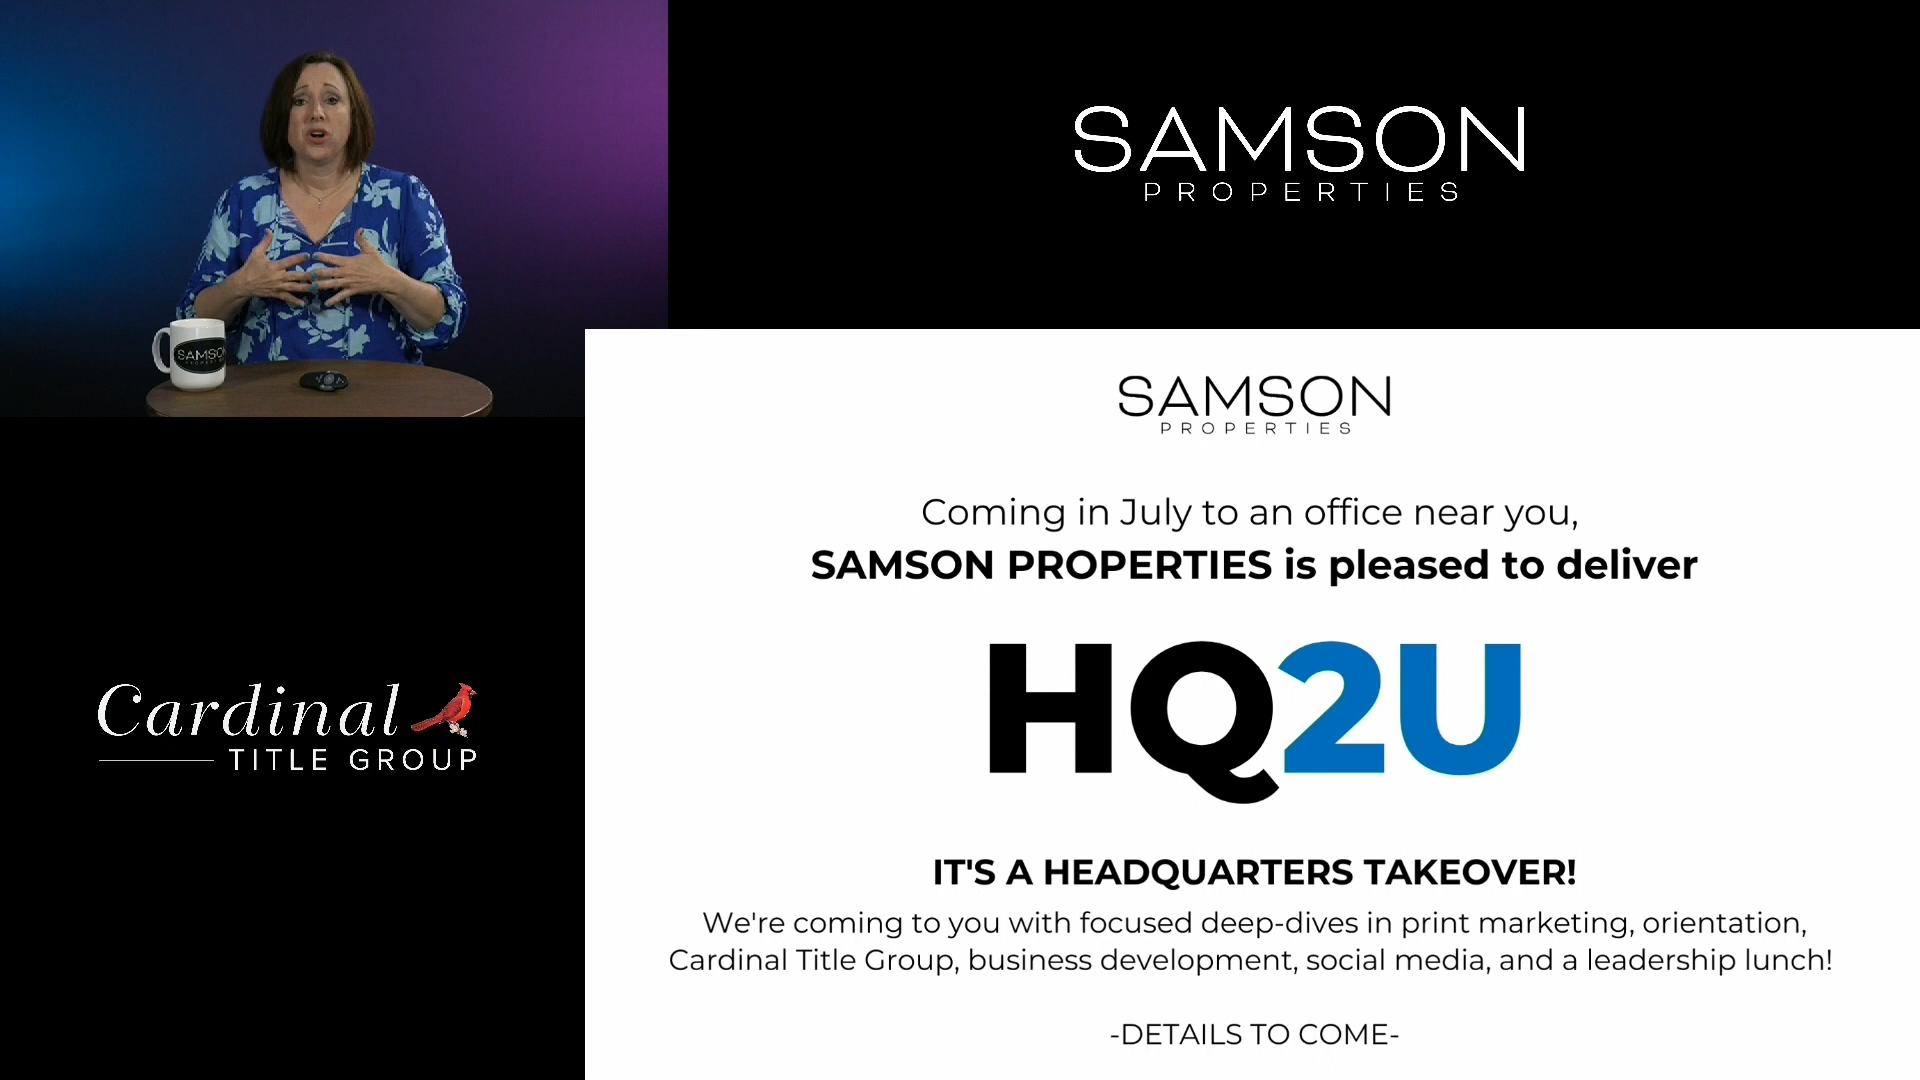 SAMSON
PROPERTIES
SAMSON
SAMSON
PROPERTIES
Coming in July to an office near you,
SAMSON PROPERTIES is pleased to deliver
HQ2U
IT'S A HEADQUARTERS TAKEOVER!
We're coming to you with focused deep-dives in print marketing, orientation,
Cardinal Title Group, business development, social media, and a leadership lunch!
-DETAILS TO COME-
Cardinal
TITLE GROUP